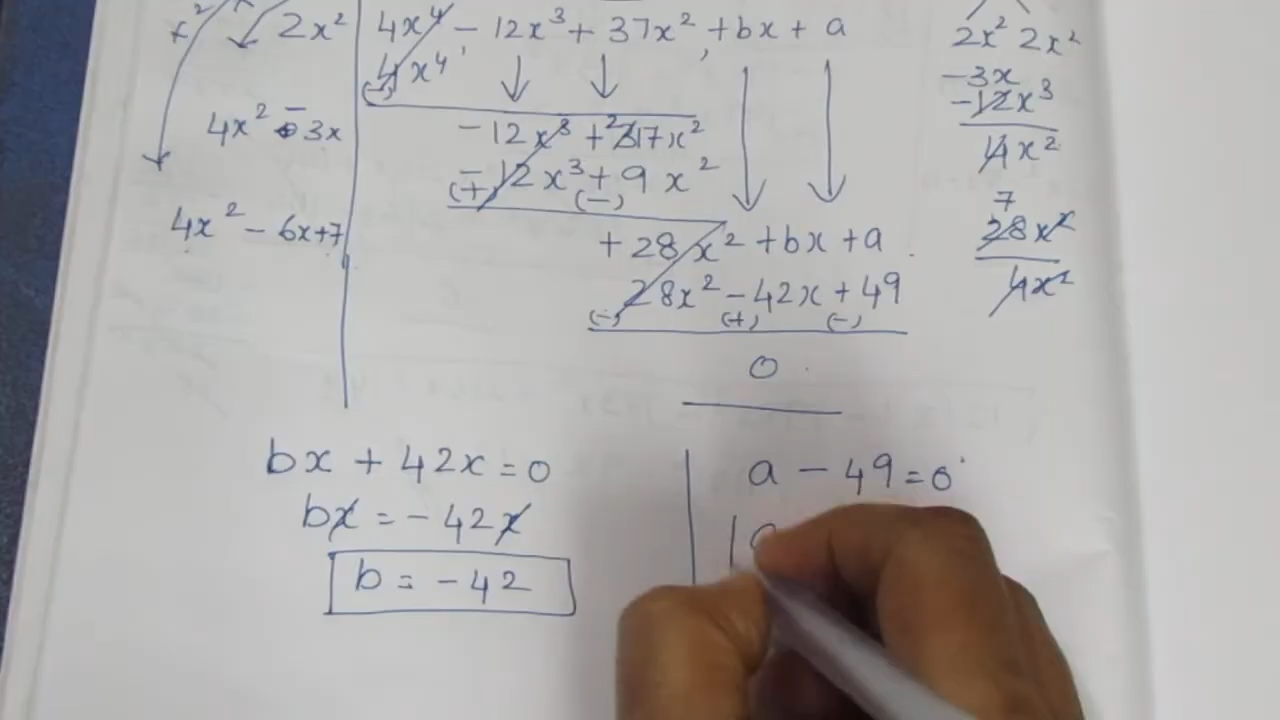 x² 2x² 4x⁴ − 12x³ + 37x² + bx + a
4x⁴
(−)
4x² − 3x − 12x³ + 37x²
− 12x³ + 9x²
(+) (−)
4x² − 6x + 7 + 28x² + bx + a
28x² − 42x + 49
(−) (+) (−)
0
2x² 2x²
−3x
−12x³
4x²
7
28x²
4x²
bx + 42x = 0
bx = − 42x
b = − 42
a − 49 = 0